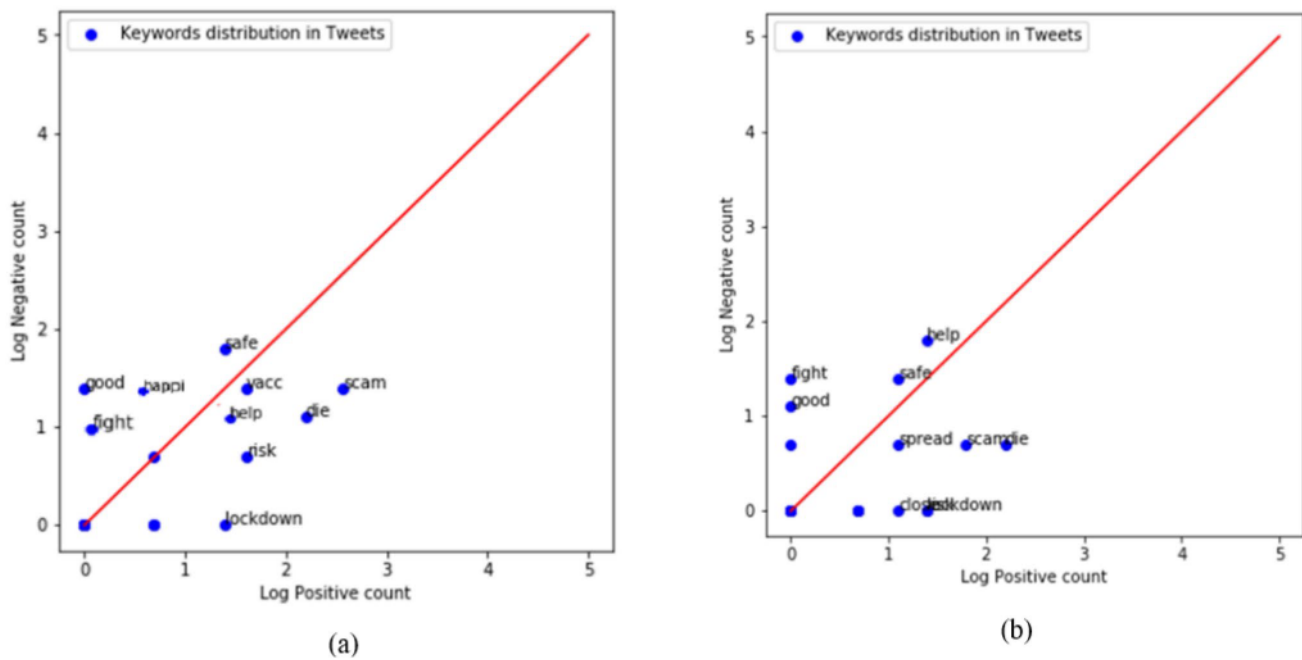 Keywords distribution in Tweets
5
4
3
2
1
0
Log Negative count
safe
good
happi
vacc
scam
help
die
fight
risk
lockdown
0 1 2 3 4 5
Log Positive count
(a)
Keywords distribution in Tweets
5
4
3
2
1
0
Log Negative count
help
fight
safe
good
spread
scam
die
lockdown
0 1 2 3 4 5
Log Positive count
(b)